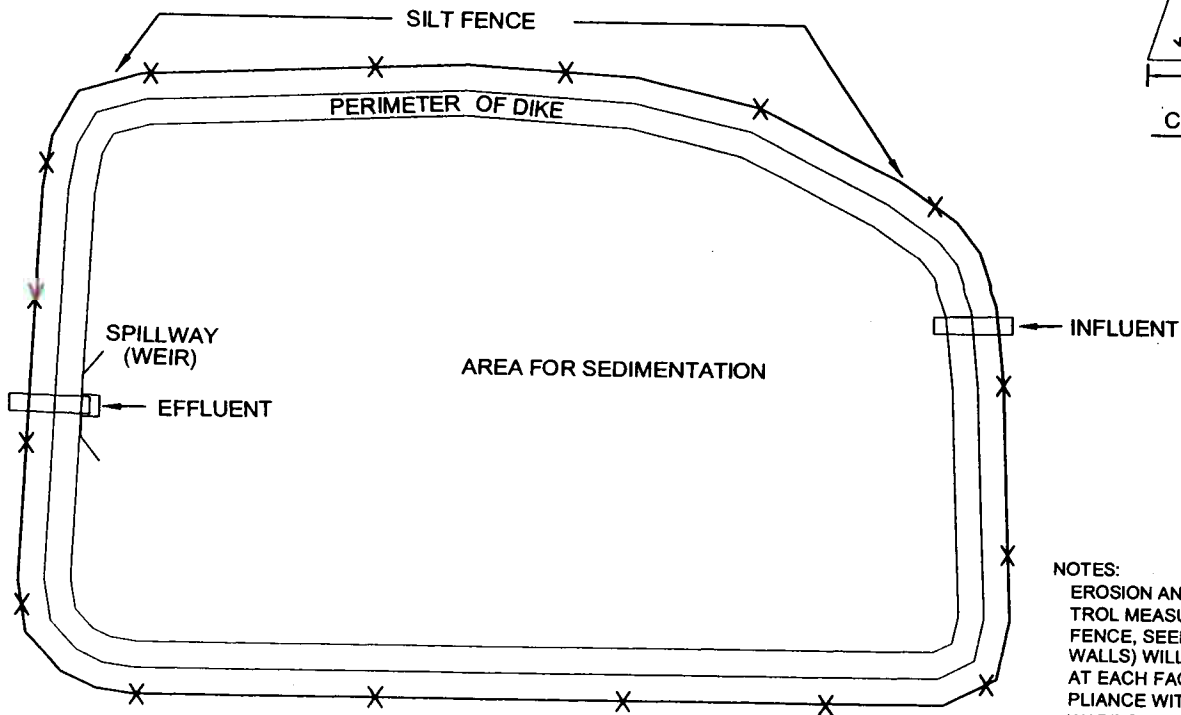 SILT FENCE
PERIMETER OF DIKE
C
SPILLWAY
(WEIR)
AREA FOR SEDIMENTATION
INFLUENT
EFFLUENT
NOTES:
EROSION AN
TROL MEASU
FENCE, SEE
WALLS) WILL
AT EACH FAC
PLIANCE WIT